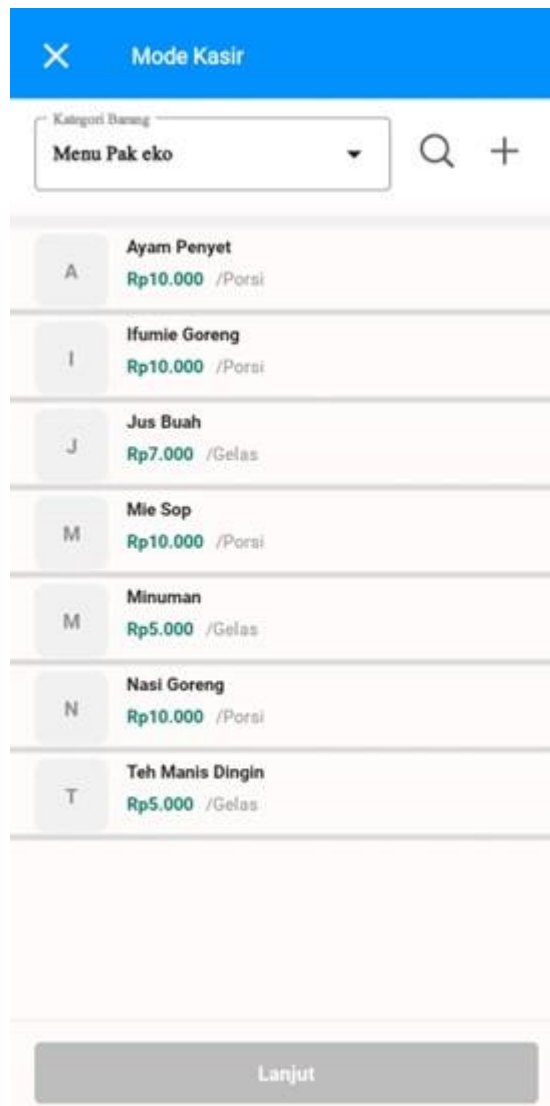 Mode Kasir
Kategori Barang
Menu Pak eko
A
Ayam Penyet
Rp10.000 /Porsi
I
Ifumie Goreng
Rp10.000 /Porsi
J
Jus Buah
Rp7.000 /Gelas
M
Mie Sop
Rp10.000 /Porsi
M
Minuman
Rp5.000 /Gelas
N
Nasi Goreng
Rp10.000 /Porsi
T
Teh Manis Dingin
Rp5.000 /Gelas
Lanjut